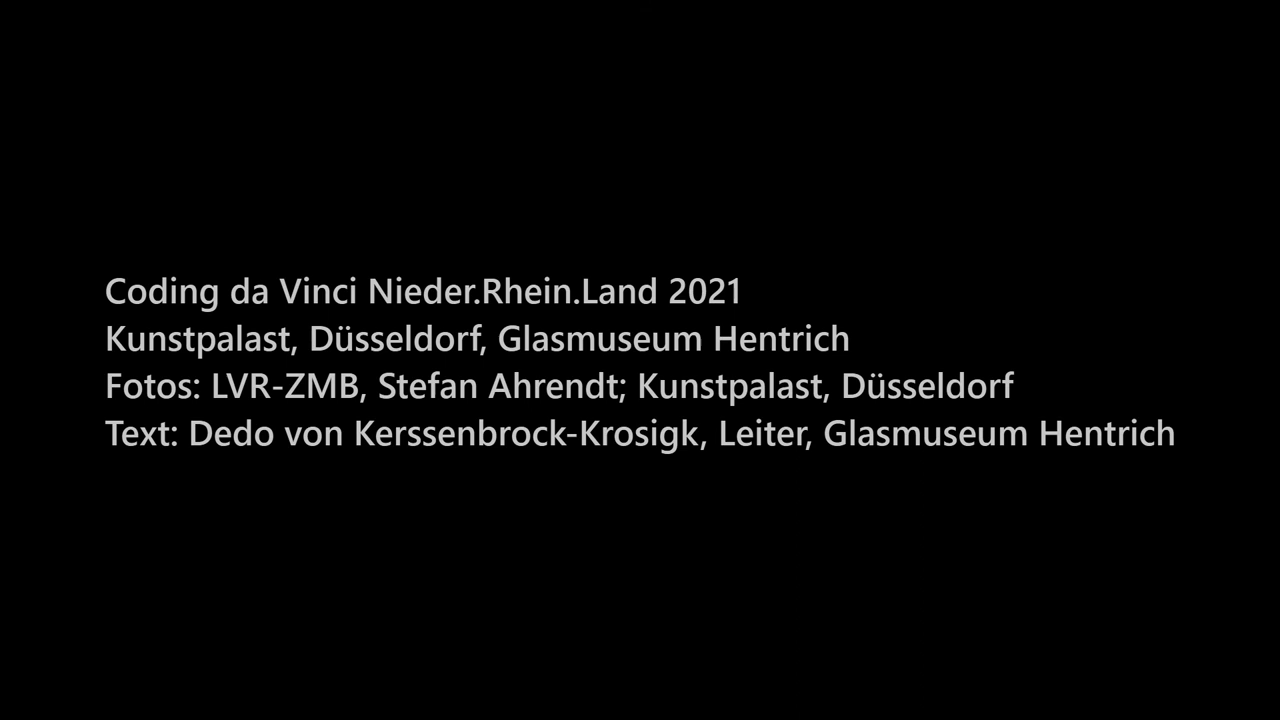 Coding da Vinci Nieder.Rhein.Land 2021
Kunstpalast, Düsseldorf, Glasmuseum Hentrich
Fotos: LVR-ZMB, Stefan Ahrendt; Kunstpalast, Düsseldorf
Text: Dedo von Kerssenbrock-Krosigk, Leiter, Glasmuseum Hentrich